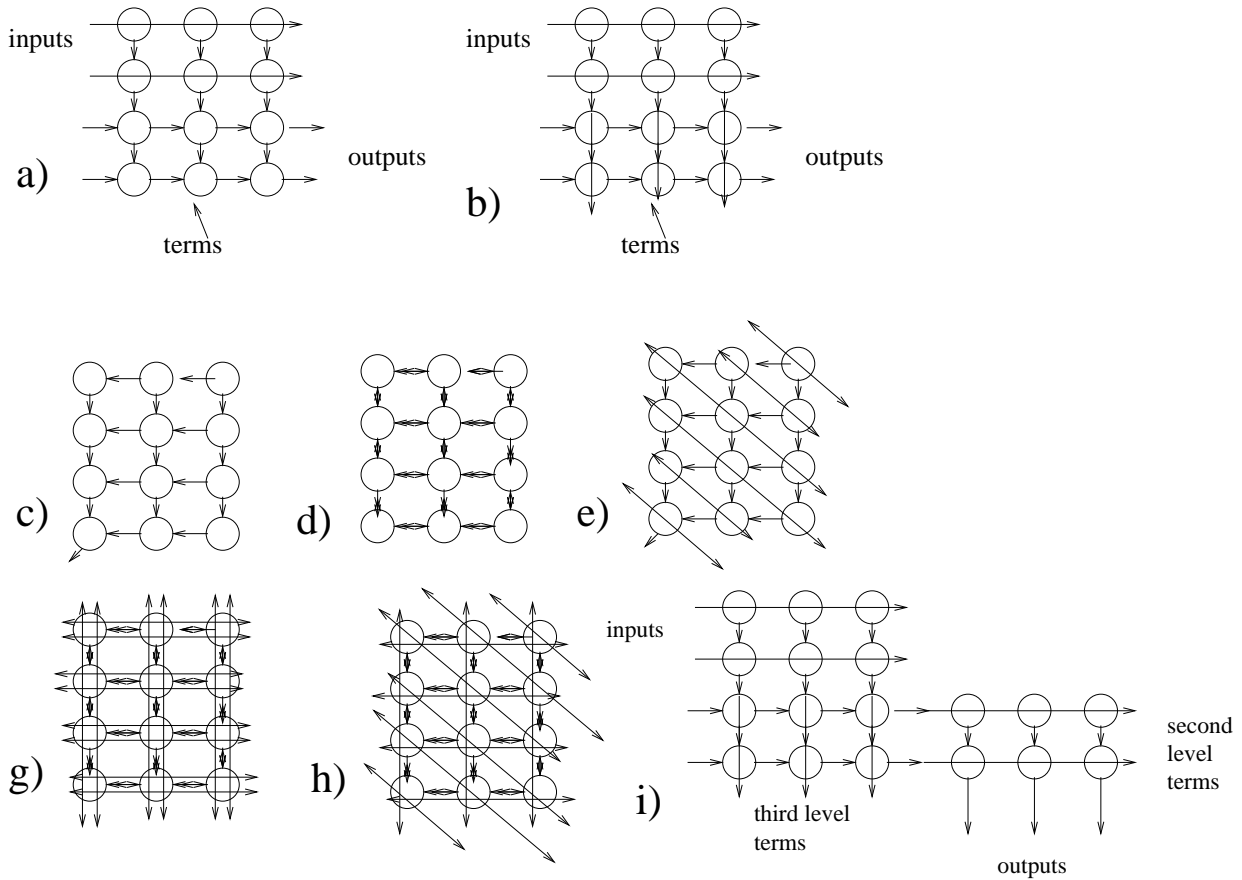 inputs
outputs
a)
terms
inputs
outputs
b)
terms
c)
d)
e)
g)
h)
inputs
i)
third level
terms
second
level
terms
outputs